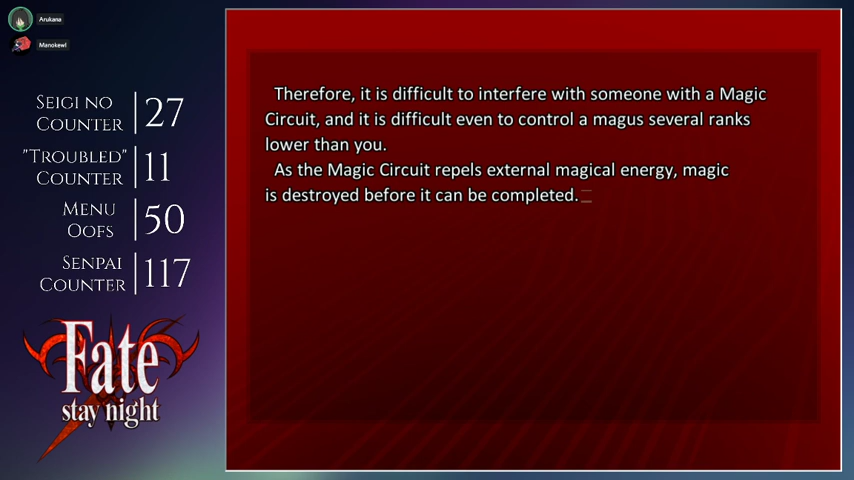 Arukana
Manokewl
SEIGI NO
COUNTER
27
"TROUBLED"
COUNTER
11
MENU
OOFS
50
SENPAI
COUNTER
117
Fate
stay night
Therefore, it is difficult to interfere with someone with a Magic
Circuit, and it is difficult even to control a magus several ranks
lower than you.
As the Magic Circuit repels external magical energy, magic
is destroyed before it can be completed.